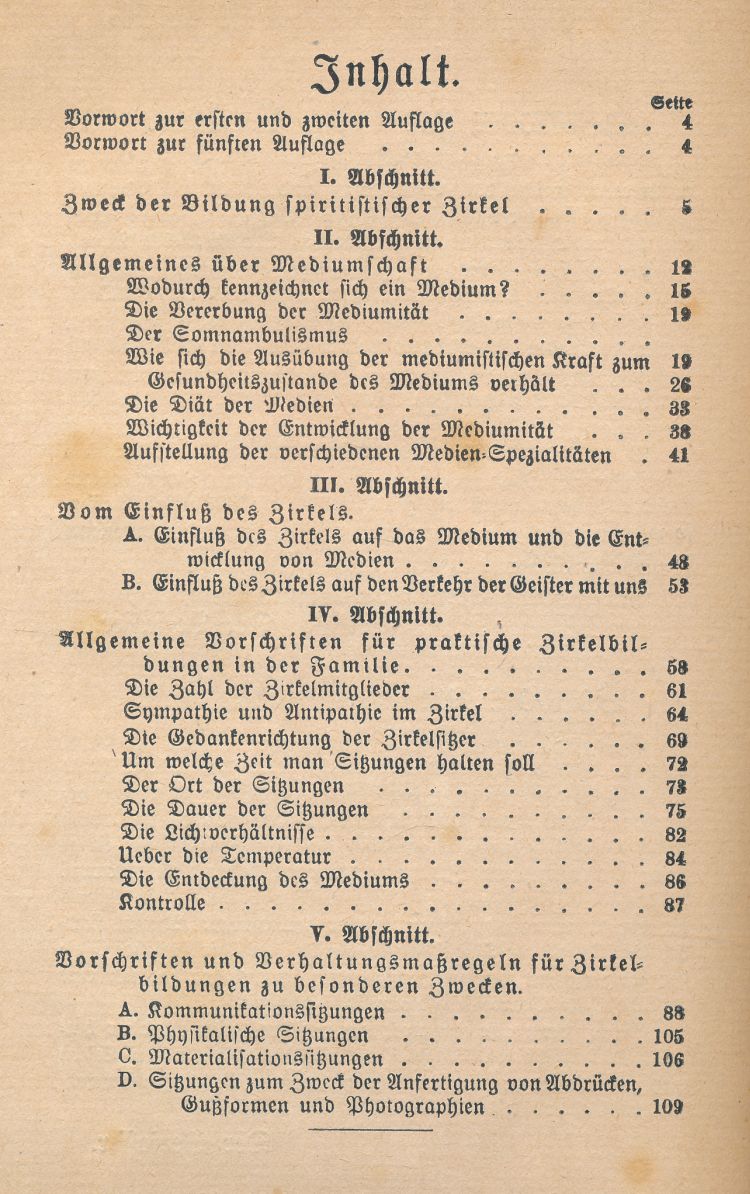 Inhalt.
Seite
Vorwort zur ersten und zweiten Auflage . . . . . . . 4
Vorwort zur fünften Auflage . . . . . . . . . . . 4
I. Abschnitt.
Zweck der Bildung spiritistischer Zirkel . . . . . 5
II. Abschnitt.
Allgemeines über Mediumschaft . . . . . . . . 12
Wodurch kennzeichnet sich ein Medium? . . . . . 15
Die Vererbung der Mediumität . . . . . . . . 19
Der Somnambulismus . . . . . . . . . . .
Wie sich die Ausübung der mediumistischen Kraft zum 19
Gesundheitszustande des Mediums verhält . . . 26
Die Diät der Medien . . . . . . . . . . . . 33
Wichtigkeit der Entwicklung der Mediumität . . . 38
Aufstellung der verschiedenen Medien-Spezialitäten . 41
III. Abschnitt.
Vom Einfluß des Zirkels.
A. Einfluß des Zirkels auf das Medium und die Ent-
wicklung von Medien . . . . . . . . . . 48
B. Einfluß des Zirkels auf den Verkehr der Geister mit uns 53
IV. Abschnitt.
Allgemeine Vorschriften für praktische Zirkelbil-
dungen in der Familie. . . . . . . . . . 58
Die Zahl der Zirkelmitglieder . . . . . . . . . 61
Sympathie und Antipathie im Zirkel . . . . . . 64
Die Gedankenrichtung der Zirkelsitzer . . . . . . 69
Um welche Zeit man Sitzungen halten soll . . . . 72
Der Ort der Sitzungen . . . . . . . . . . . 73
Die Dauer der Sitzungen . . . . . . . . . . 75
Die Lichtverhältnisse . . . . . . . . . . . . . 82
Ueber die Temperatur . . . . . . . . . . . . 84
Die Entdeckung des Mediums . . . . . . . . . 86
Kontrolle . . . . . . . . . . . . . . . . . 87
V. Abschnitt.
Vorschriften und Verhaltungsmaßregeln für Zirkel-
bildungen zu besonderen Zwecken.
A. Kommunikationssitzungen . . . . . . . . . . 88
B. Physikalische Sitzungen . . . . . . . . . . 105
C. Materialisationssitzungen . . . . . . . . . . 106
D. Sitzungen zum Zweck der Anfertigung von Abdrücken,
Gußformen und Photographien . . . . . . 109